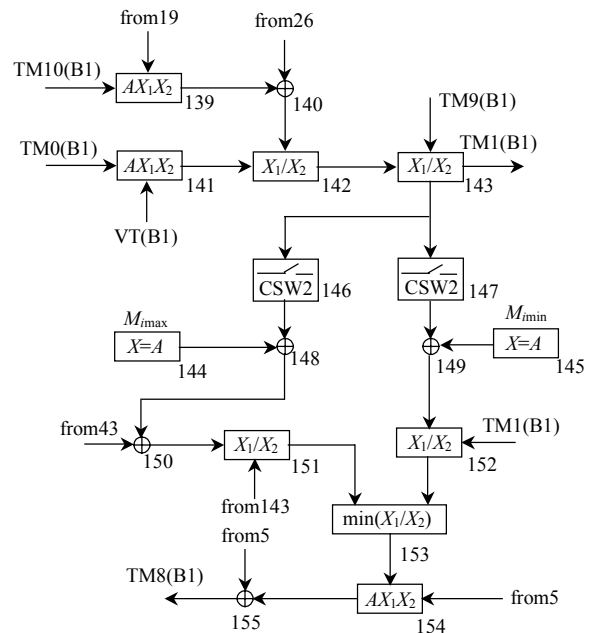 from19
from26
TM10(B1)
AX₁X₂
139
140
TM9(B1)
TM0(B1)
AX₁X₂
141
X₁/X₂
142
X₁/X₂
143
TM1(B1)
VT(B1)
CSW2
146
CSW2
147
Mimax
X=A
144
148
149
Mimin
X=A
145
from43
150
X₁/X₂
151
X₁/X₂
152
TM1(B1)
from143
from5
min(X₁/X₂)
153
TM8(B1)
155
AX₁X₂
154
from5